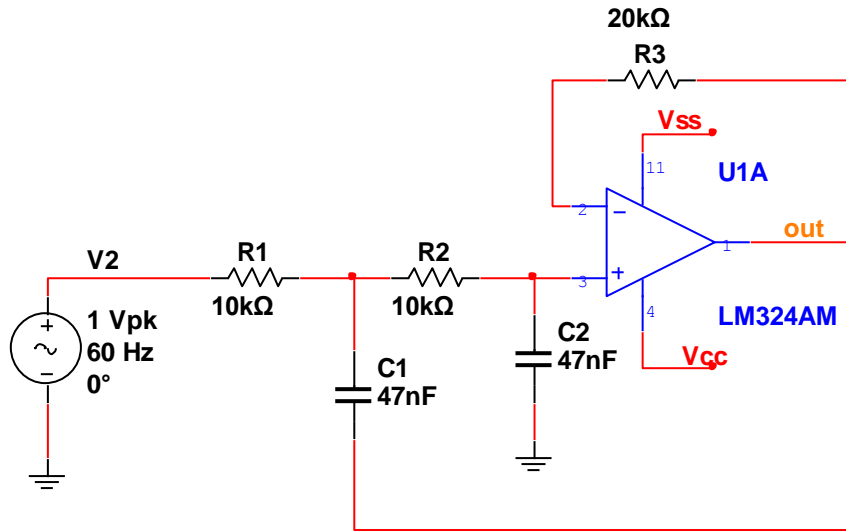 20kΩ
R3
Vss
11
U1A
2
out
1
V2
R1
R2
3
10kΩ
10kΩ
4
LM324AM
1 Vpk
60 Hz
0°
C2
47nF
Vcc
C1
47nF